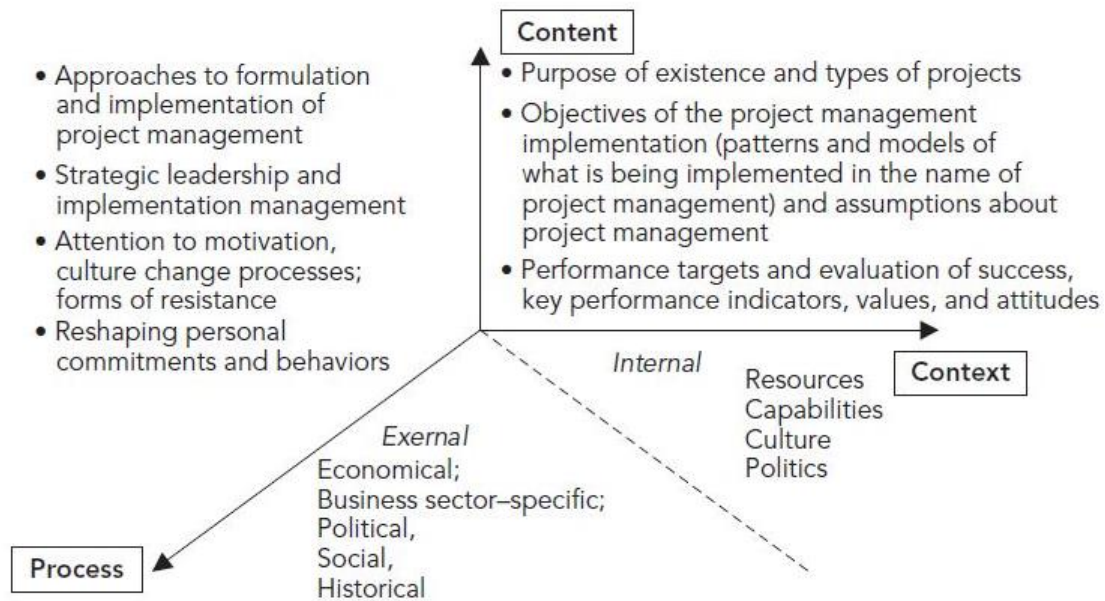 Content
• Approaches to formulation
and implementation of
project management
• Strategic leadership and
implementation management
• Attention to motivation,
culture change processes;
forms of resistance
• Reshaping personal
commitments and behaviors
• Purpose of existence and types of projects
• Objectives of the project management
implementation (patterns and models of
what is being implemented in the name of
project management) and assumptions about
project management
• Performance targets and evaluation of success,
key performance indicators, values, and attitudes
Internal
Context
Resources
Capabilities
Culture
Politics
Exernal
Economical;
Business sector–specific;
Political,
Social,
Historical
Process